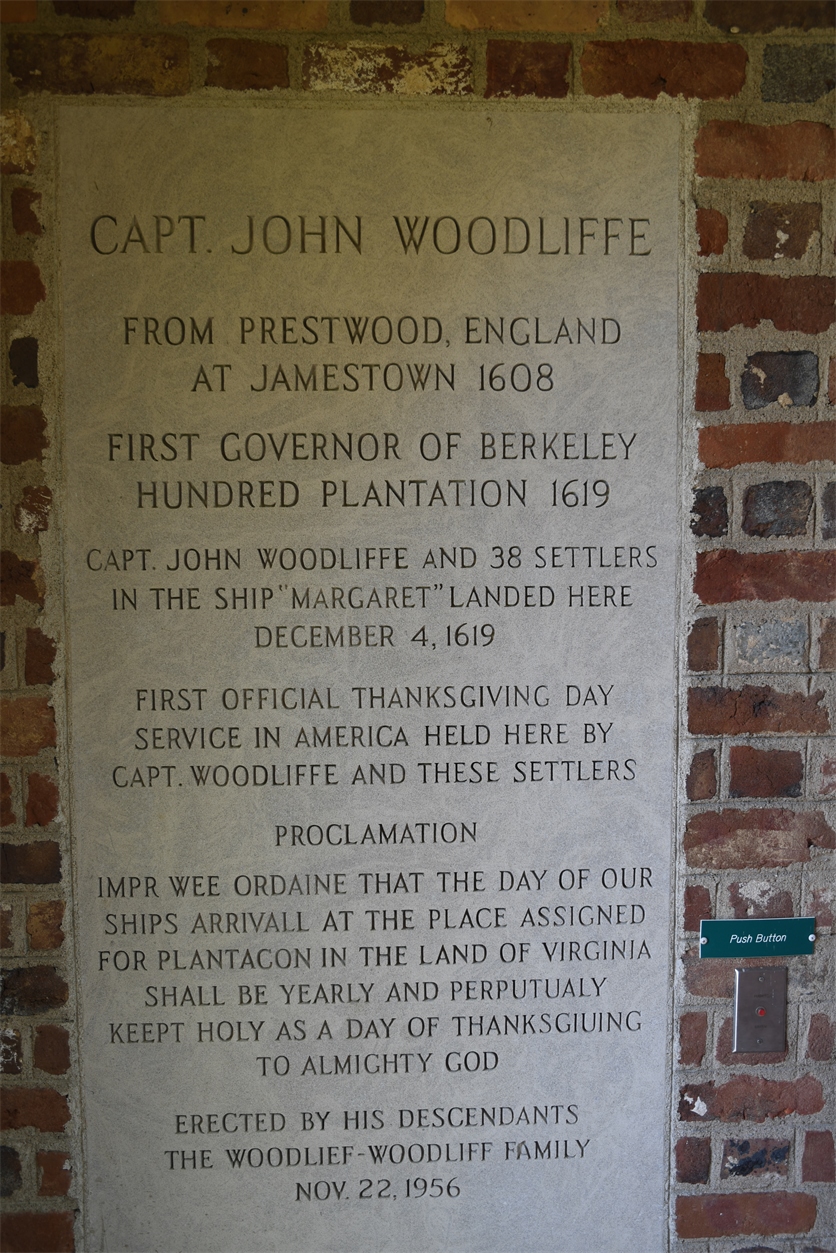 CAPT. JOHN WOODLIFFE
FROM PRESTWOOD, ENGLAND
AT JAMESTOWN 1608
FIRST GOVERNOR OF BERKELEY
HUNDRED PLANTATION 1619
CAPT. JOHN WOODLIFFE AND 38 SETTLERS
IN THE SHIP "MARGARET" LANDED HERE
DECEMBER 4, 1619
FIRST OFFICIAL THANKSGIVING DAY
SERVICE IN AMERICA HELD HERE BY
CAPT. WOODLIFFE AND THESE SETTLERS
PROCLAMATION
IMPR WEE ORDAINE THAT THE DAY OF OUR
SHIPS ARRIVALL AT THE PLACE ASSIGNED
FOR PLANTACON IN THE LAND OF VIRGINIA
SHALL BE YEARLY AND PERPUTUALY
KEEPT HOLY AS A DAY OF THANKSGIUING
TO ALMIGHTY GOD
ERECTED BY HIS DESCENDANTS
THE WOODLIEF-WOODLIFF FAMILY
NOV. 22, 1956
Push Button